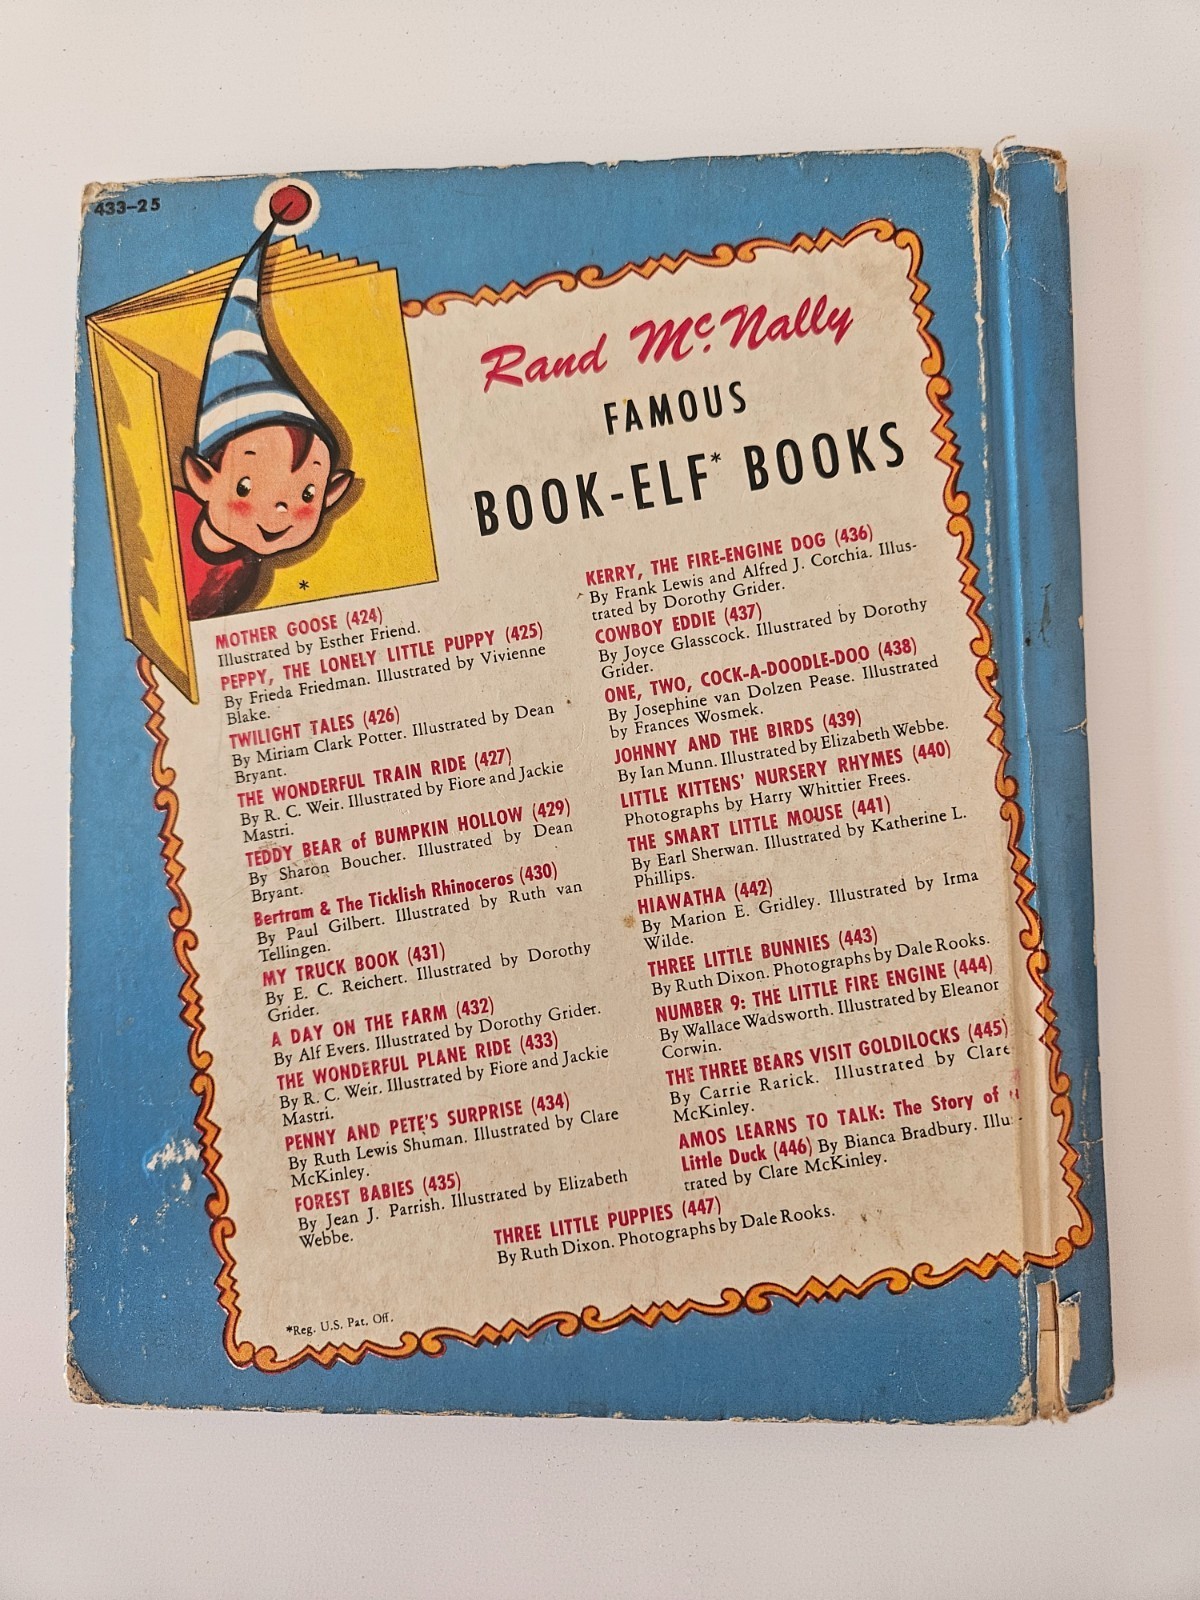 433-25
Rand McNally
FAMOUS
BOOK-ELF* BOOKS
*
MOTHER GOOSE (424)
Illustrated by Esther Friend.
PEPPY, THE LONELY LITTLE PUPPY (425)
By Frieda Friedman. Illustrated by Vivienne
Blake.
TWILIGHT TALES (426)
By Miriam Clark Potter. Illustrated by Dean
Bryant.
THE WONDERFUL TRAIN RIDE (427)
By R. C. Weir. Illustrated by Fiore and Jackie
Mastri.
TEDDY BEAR of BUMPKIN HOLLOW (429)
By Sharon Boucher. Illustrated by Dean
Bryant.
Bertram & The Ticklish Rhinoceros (430)
By Paul Gilbert. Illustrated by Ruth van
Tellingen.
MY TRUCK BOOK (431)
By E. C. Reichert. Illustrated by Dorothy
Grider.
A DAY ON THE FARM (432)
By Alf Evers. Illustrated by Dorothy Grider.
THE WONDERFUL PLANE RIDE (433)
By R. C. Weir. Illustrated by Fiore and Jackie
Mastri.
PENNY AND PETE'S SURPRISE (434)
By Ruth Lewis Shuman. Illustrated by Clare
McKinley.
FOREST BABIES (435)
By Jean J. Parrish. Illustrated by Elizabeth
Webbe.
KERRY, THE FIRE-ENGINE DOG (436)
By Frank Lewis and Alfred J. Corchia. Illus-
trated by Dorothy Grider.
COWBOY EDDIE (437)
By Joyce Glasscock. Illustrated by Dorothy
Grider.
ONE, TWO, COCK-A-DOODLE-DOO (438)
By Josephine van Dolzen Pease. Illustrated
by Frances Wosmek.
JOHNNY AND THE BIRDS (439)
By Ian Munn. Illustrated by Elizabeth Webbe.
LITTLE KITTENS' NURSERY RHYMES (440)
Photographs by Harry Whittier Frees.
THE SMART LITTLE MOUSE (441)
By Earl Sherwan. Illustrated by Katherine L.
Phillips.
HIAWATHA (442)
By Marion E. Gridley. Illustrated by Irma
Wilde.
THREE LITTLE BUNNIES (443)
By Ruth Dixon. Photographs by Dale Rooks.
NUMBER 9: THE LITTLE FIRE ENGINE (444)
By Wallace Wadsworth. Illustrated by Eleanor
Corwin.
THE THREE BEARS VISIT GOLDILOCKS (445)
By Carrie Rarick. Illustrated by Clare
McKinley.
AMOS LEARNS TO TALK: The Story of
Little Duck (446) By Bianca Bradbury. Illus-
trated by Clare McKinley.
THREE LITTLE PUPPIES (447)
By Ruth Dixon. Photographs by Dale Rooks.
*Reg. U.S. Pat. Off.